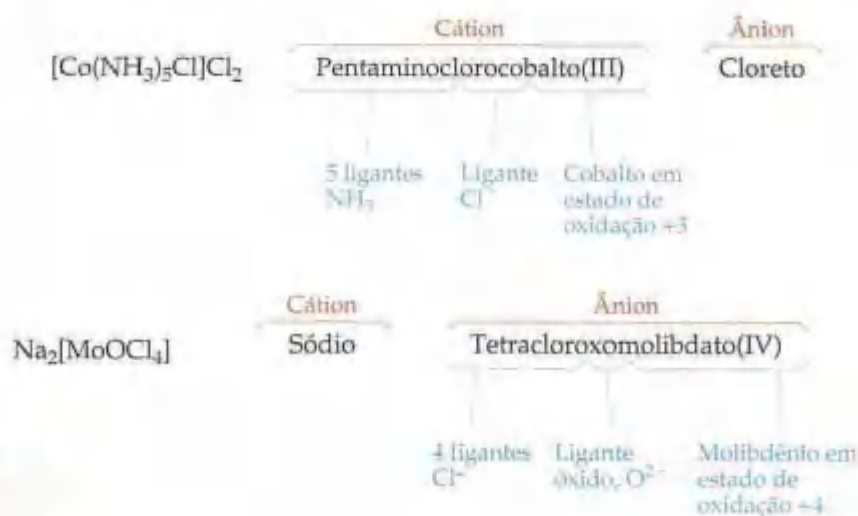 Cátion Ânion
[Co(NH₃)₅Cl]Cl₂ Pentaminoclorocobalto(III) Cloreto
5 ligantes Ligante Cobalto em
NH₃ Cl⁻ estado de
oxidação +3
Cátion Ânion
Na₂[MoOCl₄] Sódio Tetracloroxomolibdato(IV)
4 ligantes Ligante Molibdênio em
Cl⁻ óxido, O²⁻ estado de
oxidação +4